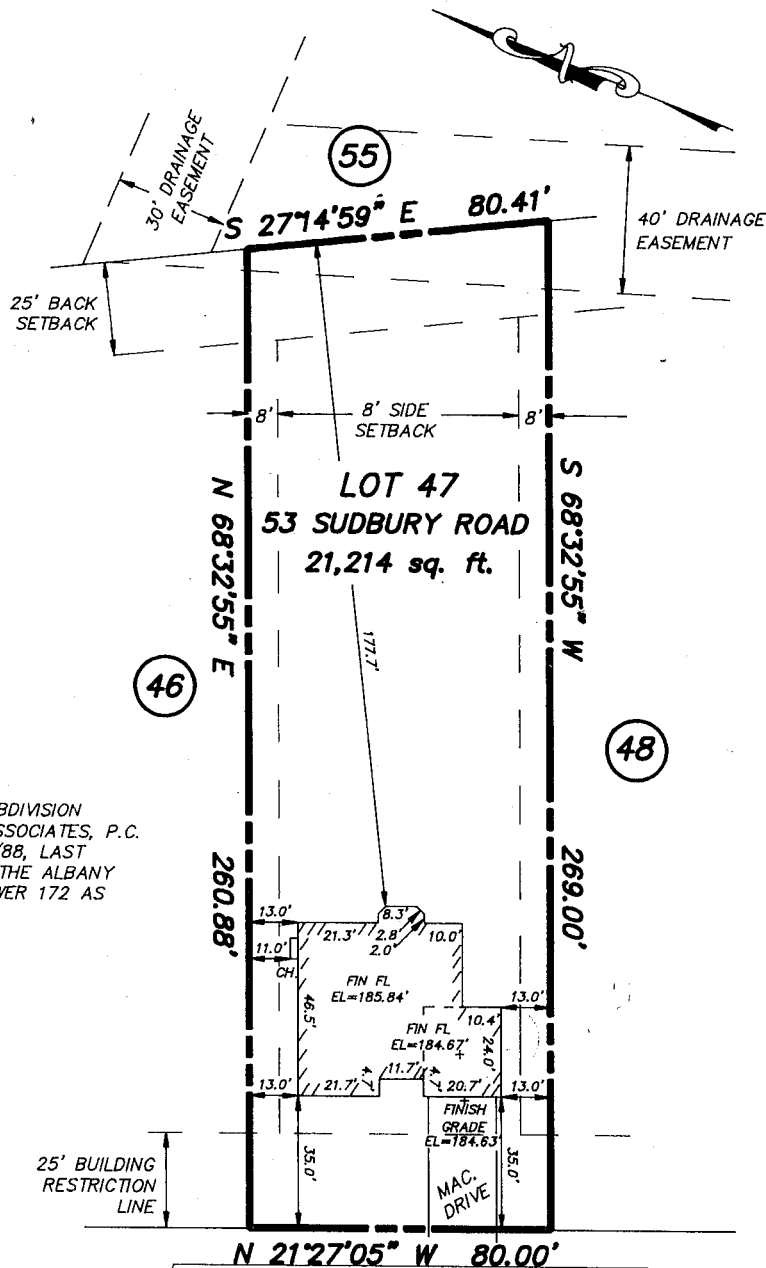 55
30' DRAINAGE
EASEMENT
S 27°14'59" E 80.41'
40' DRAINAGE
EASEMENT
25' BACK
SETBACK
8'
8' SIDE
SETBACK
8'
LOT 47
53 SUDBURY ROAD
21,214 sq. ft.
N 68°32'55" E
S 68°32'55" W
177.7'
46
48
BDIVISION
SSOCIATES, P.C.
/88, LAST
THE ALBANY
WER 172 AS
260.88'
269.00'
13.0'
8.3'
21.3'
2.8'
10.0'
2.0'
11.0'
CH.
FIN FL
EL=185.84'
46.5'
13.0'
10.4'
FIN FL
EL=184.67'
24.0'
11.7'
4.7'
4.7'
13.0'
21.7'
20.7'
13.0'
FINISH
GRADE
EL=184.63'
35.0'
35.0'
25' BUILDING
RESTRICTION
LINE
MAC.
DRIVE
N 21°27'05" W 80.00'